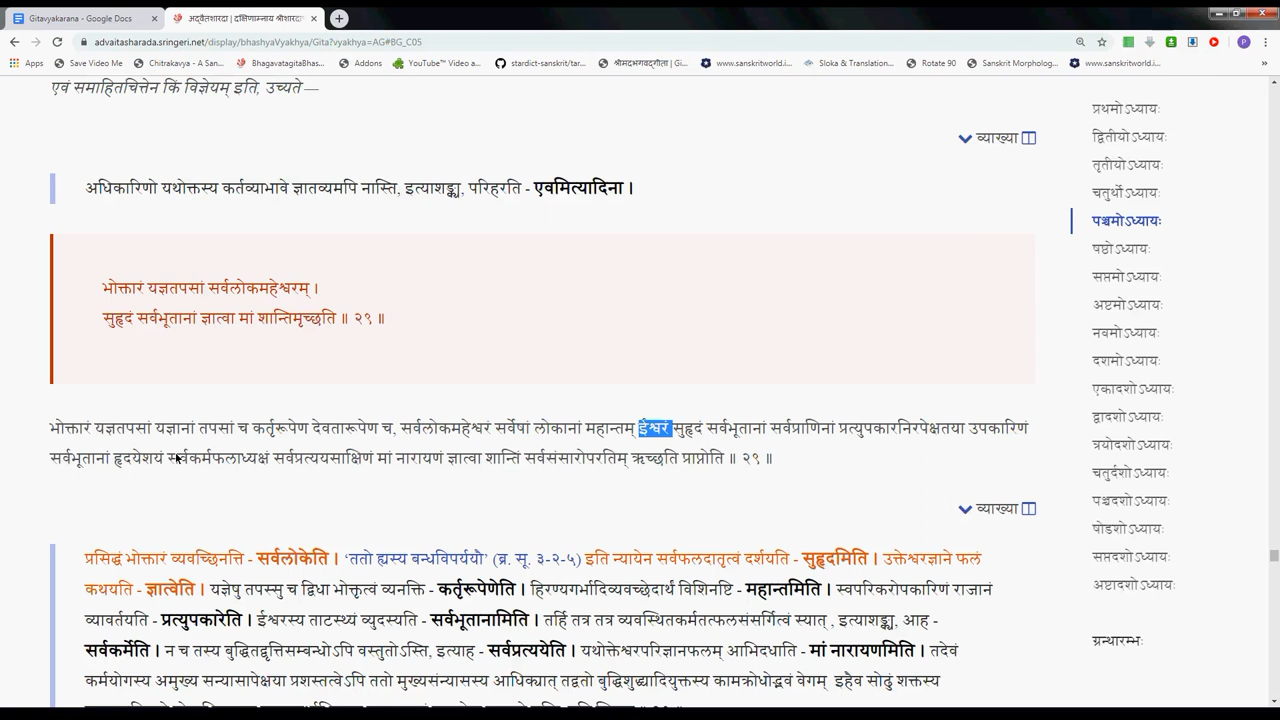 Gitavyakarana - Google Docs
अद्वैतशारदा | दक्षिणाम्नाय श्रीशारदा
advaitasharada.sringeri.net/display/bhashyaVyakhya/Gita?vyakhya=AG#BG_C05
Apps Save Video Me Chitrakavya - A San... BhagavatagitaBhas... Addons YouTube™ Video a... stardict-sanskrit/tar... श्रीमद्भगवद्गीता | Gi... www.sanskritworld.i... Sloka & Translation... Rotate 90 Sanskrit Morpholog... www.sanskritworld.i...
एवं समाहितचित्तेन किं विज्ञेयम् इति, उच्यते —
व्याख्या
अधिकारिणो यथोक्तस्य कर्तव्याभावे ज्ञातव्यमपि नास्ति, इत्याशङ्क्य, परिहरति - एवमित्यादिना ।
भोक्तारं यज्ञतपसां सर्वलोकमहेश्वरम् ।
सुहृदं सर्वभूतानां ज्ञात्वा मां शान्तिमृच्छति ॥ २९ ॥
भोक्तारं यज्ञतपसां यज्ञानां तपसां च कर्तृरूपेण देवतारूपेण च, सर्वलोकमहेश्वरं सर्वेषां लोकानां महान्तम् ईश्वरं सुहृदं सर्वभूतानां सर्वप्राणिनां प्रत्युपकारनिरपेक्षतया उपकारिणं
सर्वभूतानां हृदयेशयं सर्वकर्मफलाध्यक्षं सर्वप्रत्ययसाक्षिणं मां नारायणं ज्ञात्वा शान्तिं सर्वसंसारोपरतिम् ऋच्छति प्राप्नोति ॥ २९ ॥
व्याख्या
प्रसिद्धं भोक्तारं व्यवच्छिनत्ति - सर्वलोकेति । ‘ततो ह्यस्य बन्धविपर्ययौ’ (ब्र. सू. ३-२-५) इति न्यायेन सर्वफलदातृत्वं दर्शयति - सुहृदमिति । उक्तेश्वरज्ञाने फलं
कथयति - ज्ञात्वेति । यज्ञेषु तपस्सु च द्विधा भोक्तृत्वं व्यनक्ति- कर्तृरूपेणेति । हिरण्यगर्भादिव्यवच्छेदार्थं विशिनष्टि - महान्तमिति । स्वपरिकरोपकारिणं राजानं
व्यावर्तयति - प्रत्युपकारेति । ईश्वरस्य ताटस्थ्यं व्युदस्यति - सर्वभूतानामिति । तर्हि तत्र तत्र व्यवस्थितकर्मतत्फलसंसर्गित्वं स्यात् , इत्याशङ्क्य, आह -
सर्वकर्मेति । न च तस्य बुद्धितद्वृत्तिसम्बन्धोऽपि वस्तुतोऽस्ति, इत्याह - सर्वप्रत्ययेति । यथोक्तेश्वरपरिज्ञानफलम् आभिदधाति - मां नारायणमिति । तदेवं
कर्मयोगस्य अमुख्य सन्यासापेक्षया प्रशस्तत्वेऽपि ततो मुख्यसंन्यासस्य आधिक्यात् तद्वतो बुद्धिशुद्ध्यादियुक्तस्य कामक्रोधोद्भवं वेगम् इहैव सोढुं शक्तस्य
प्रथमोऽध्यायः
द्वितीयोऽध्यायः
तृतीयोऽध्यायः
चतुर्थोऽध्यायः
पञ्चमोऽध्यायः
षष्ठोऽध्यायः
सप्तमोऽध्यायः
अष्टमोऽध्यायः
नवमोऽध्यायः
दशमोऽध्यायः
एकादशोऽध्यायः
द्वादशोऽध्यायः
त्रयोदशोऽध्यायः
चतुर्दशोऽध्यायः
पञ्चदशोऽध्यायः
षोडशोऽध्यायः
सप्तदशोऽध्यायः
अष्टादशोऽध्यायः
ग्रन्थारम्भः